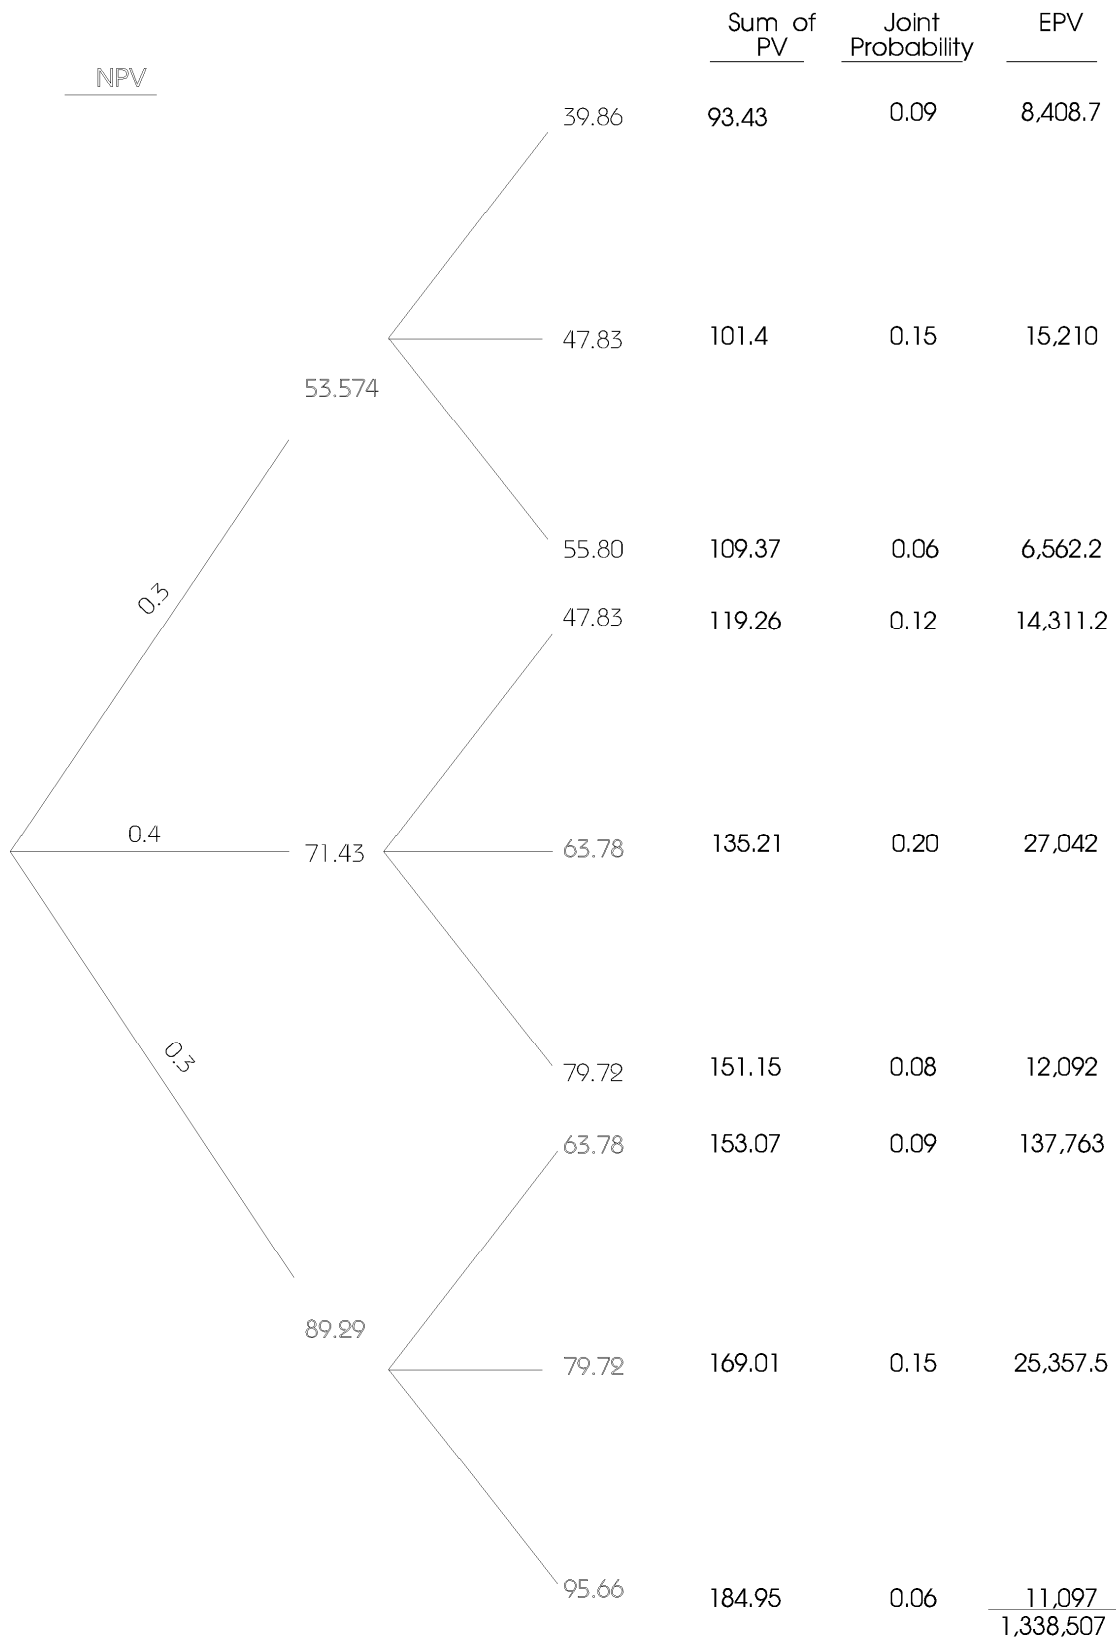 Sum of PV Joint Probability EPV
NPV
39.86 93.43 0.09 8,408.7
47.83 101.4 0.15 15,210
53.574
55.80 109.37 0.06 6,562.2
0.3
47.83 119.26 0.12 14,311.2
0.4
71.43 63.78 135.21 0.20 27,042
0.3
79.72 151.15 0.08 12,092
63.78 153.07 0.09 137,763
89.29
79.72 169.01 0.15 25,357.5
95.66 184.95 0.06 11,097
1,338,507